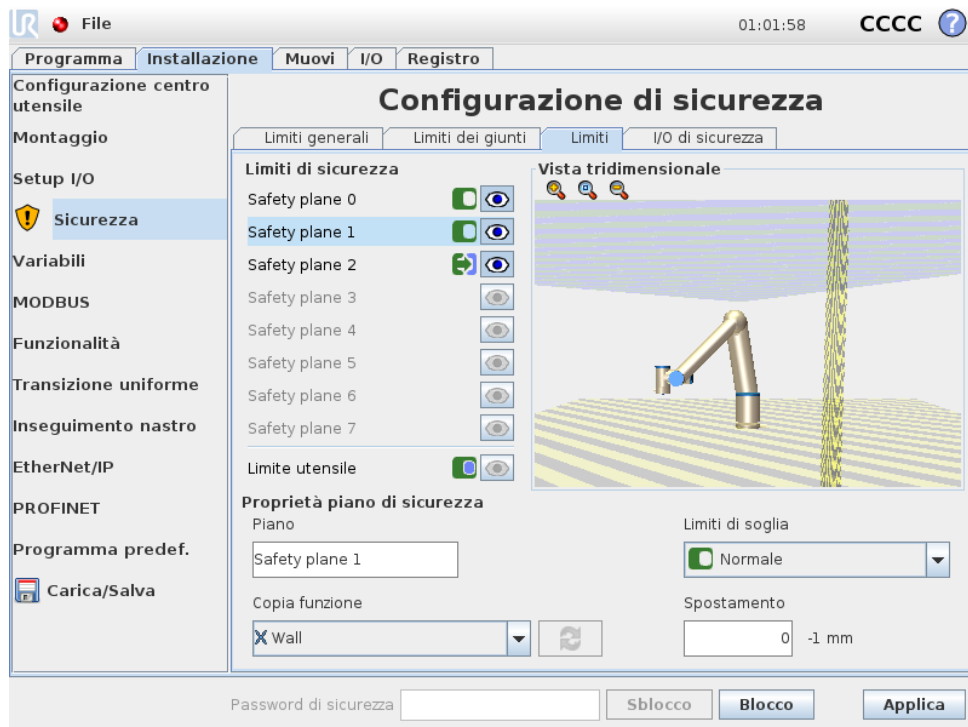 UR File 01:01:58 CCCC ?
Programma Installazione Muovi I/O Registro
Configurazione centro
utensile
Montaggio
Setup I/O
Sicurezza
Variabili
MODBUS
Funzionalità
Transizione uniforme
Inseguimento nastro
EtherNet/IP
PROFINET
Programma predef.
Carica/Salva
Configurazione di sicurezza
Limiti generali Limiti dei giunti Limiti I/O di sicurezza
Limiti di sicurezza
Safety plane 0
Safety plane 1
Safety plane 2
Safety plane 3
Safety plane 4
Safety plane 5
Safety plane 6
Safety plane 7
Limite utensile
Vista tridimensionale
Proprietà piano di sicurezza
Piano
Safety plane 1
Limiti di soglia
Normale
Copia funzione
Wall
Spostamento
0 -1 mm
Password di sicurezza Sblocco Blocco Applica